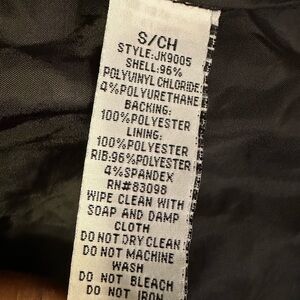 S/CH
STYLE:JK9005
SHELL:96%
POLYVINYL CHLORIDE
4%POLYURETHANE
BACKING:
100%POLYESTER
LINING:
100%POLYESTER
RIB:96%POLYESTER
4%SPANDEX
RN#83098
WIPE CLEAN WITH
SOAP AND DAMP
CLOTH
DO NOT DRY CLEAN
DO NOT MACHINE
WASH
DO NOT BLEACH
DO NOT IRON